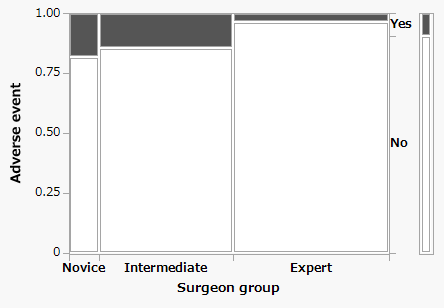 1.00
0.75
0.50
0.25
0
Adverse event
Yes
No
Novice Intermediate Expert
Surgeon group